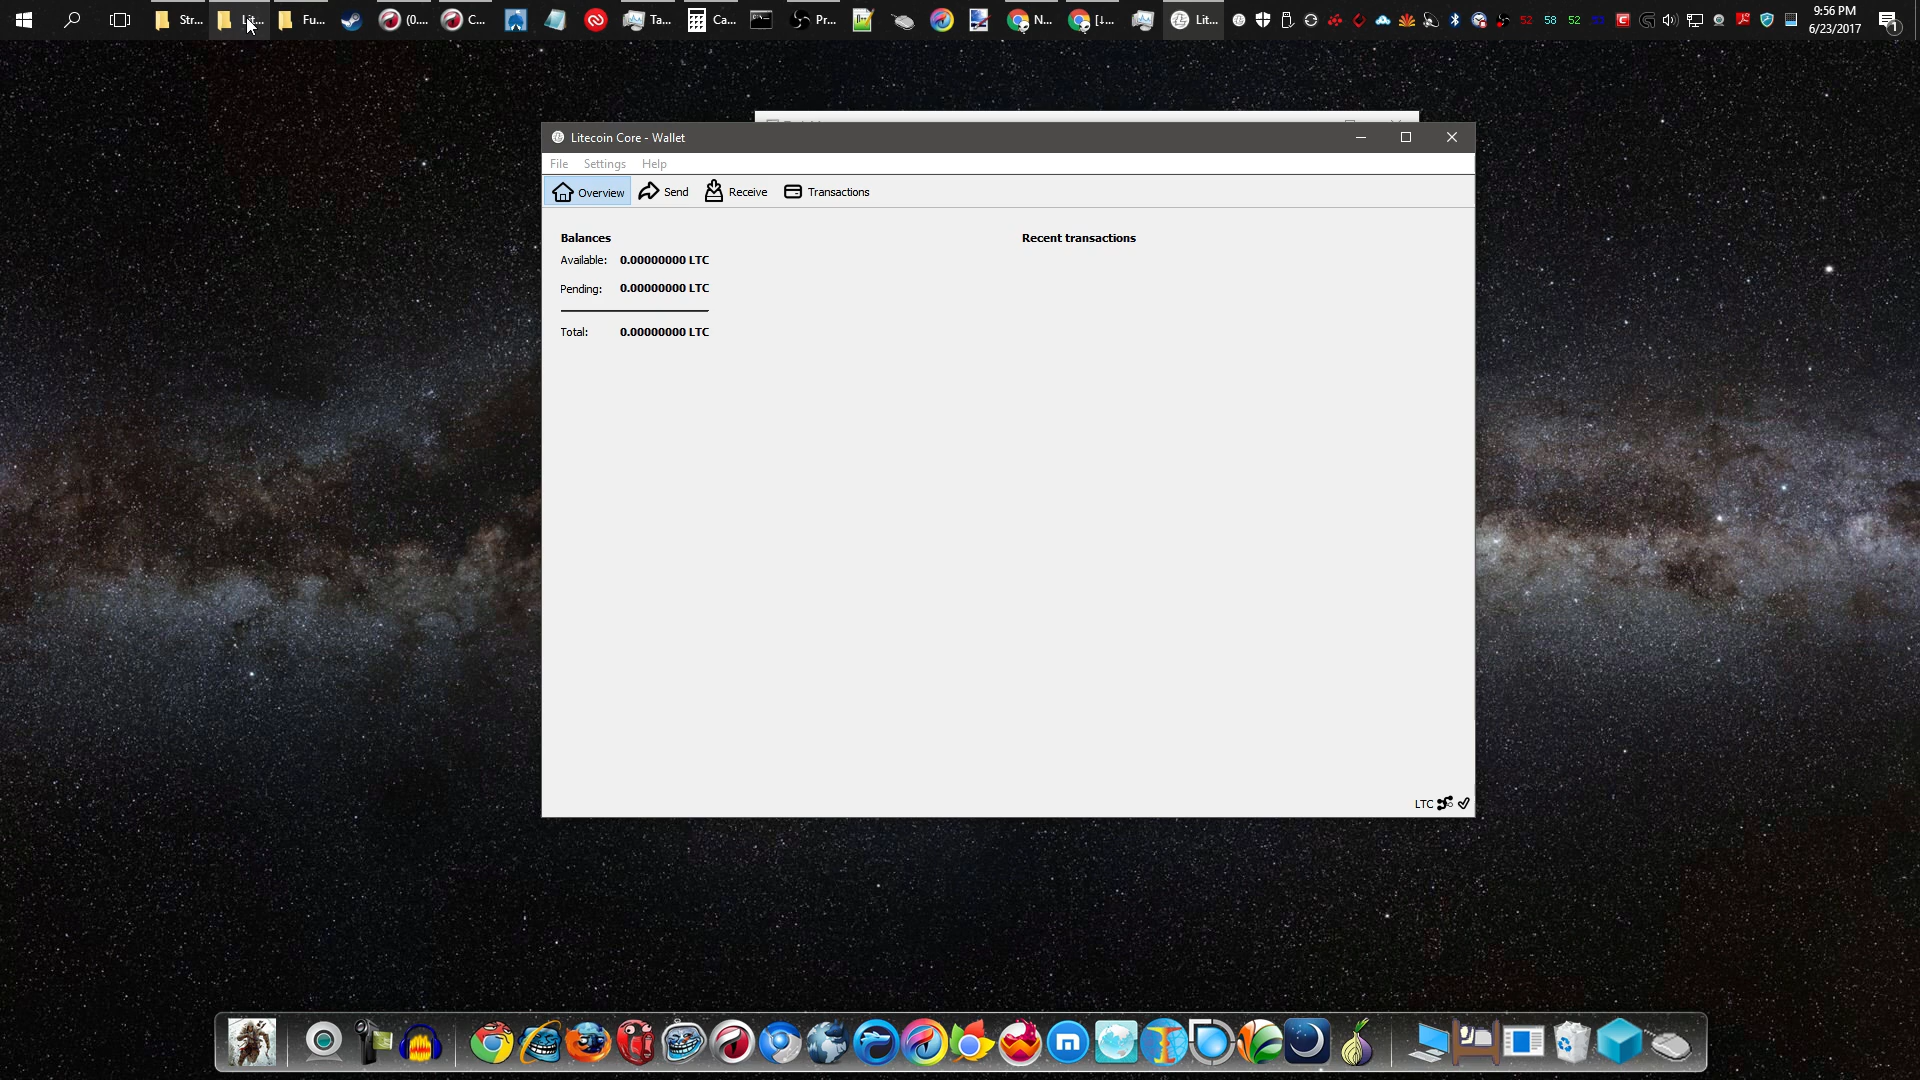 Str... Lit... Fu... (0.... C... Ta... Ca... Pr... N... [↓... Lit... 52 58 52 9:56 PM
6/23/2017
1
Litecoin Core - Wallet
File Settings Help
Overview Send Receive Transactions
Balances
Available: 0.00000000 LTC
Pending: 0.00000000 LTC
Total: 0.00000000 LTC
Recent transactions
LTC